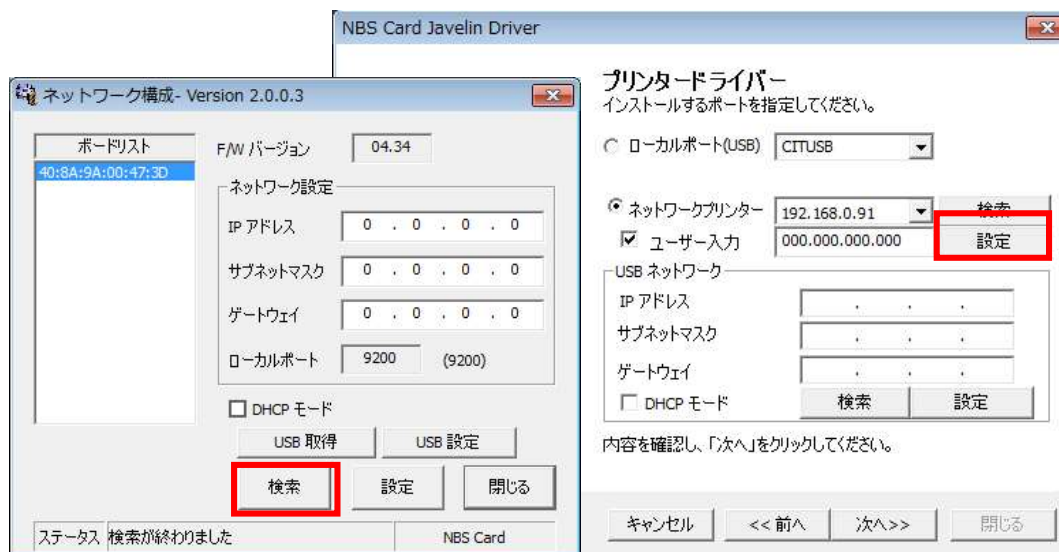 NBS Card Javelin Driver
プリンタードライバー
インストールするポートを指定してください。
ローカルポート(USB) CITUSB
ネットワークプリンター 192.168.0.91 検索
ユーザー入力 000.000.000.000 設定
USB ネットワーク
IP アドレス . . .
サブネットマスク . . .
ゲートウェイ . . .
DHCP モード 検索 設定
内容を確認し、「次へ」をクリックしてください。
キャンセル <<前へ 次へ>> 閉じる
ネットワーク構成- Version 2.0.0.3
ボードリスト
40:8A:9A:00:47:3D
F/W バージョン 04.34
ネットワーク設定
IP アドレス 0 . 0 . 0 . 0
サブネットマスク 0 . 0 . 0 . 0
ゲートウェイ 0 . 0 . 0 . 0
ローカルポート 9200 (9200)
DHCP モード
USB 取得 USB 設定
検索 設定 閉じる
ステータス 検索が終わりました NBS Card